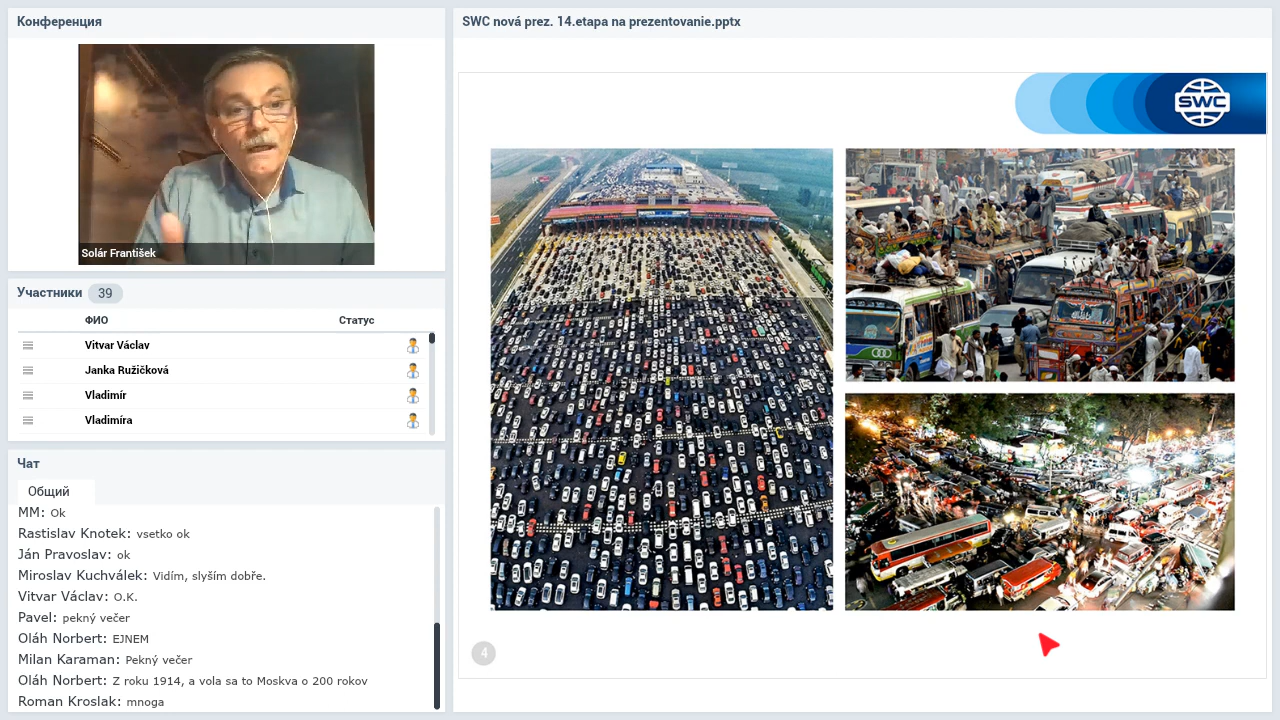 Конференция
Solár František
Участники 39
ФИО Статус
Vitvar Václav
Janka Ružičková
Vladimír
Vladimíra
Чат
Общий
MM: Ok
Rastislav Knotek: vsetko ok
Ján Pravoslav: ok
Miroslav Kuchválek: Vidím, slyším dobře.
Vitvar Václav: O.K.
Pavel: pekný večer
Oláh Norbert: EJNEM
Milan Karaman: Pekný večer
Oláh Norbert: Z roku 1914, a vola sa to Moskva o 200 rokov
Roman Kroslak: mnoga
SWC nová prez. 14.etapa na prezentovanie.pptx
SWC
4